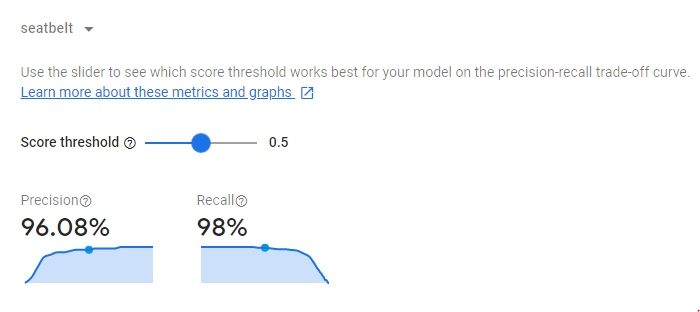 seatbelt
Use the slider to see which score threshold works best for your model on the precision-recall trade-off curve.
Learn more about these metrics and graphs
Score threshold ? 0.5
Precision ? Recall ?
96.08% 98%